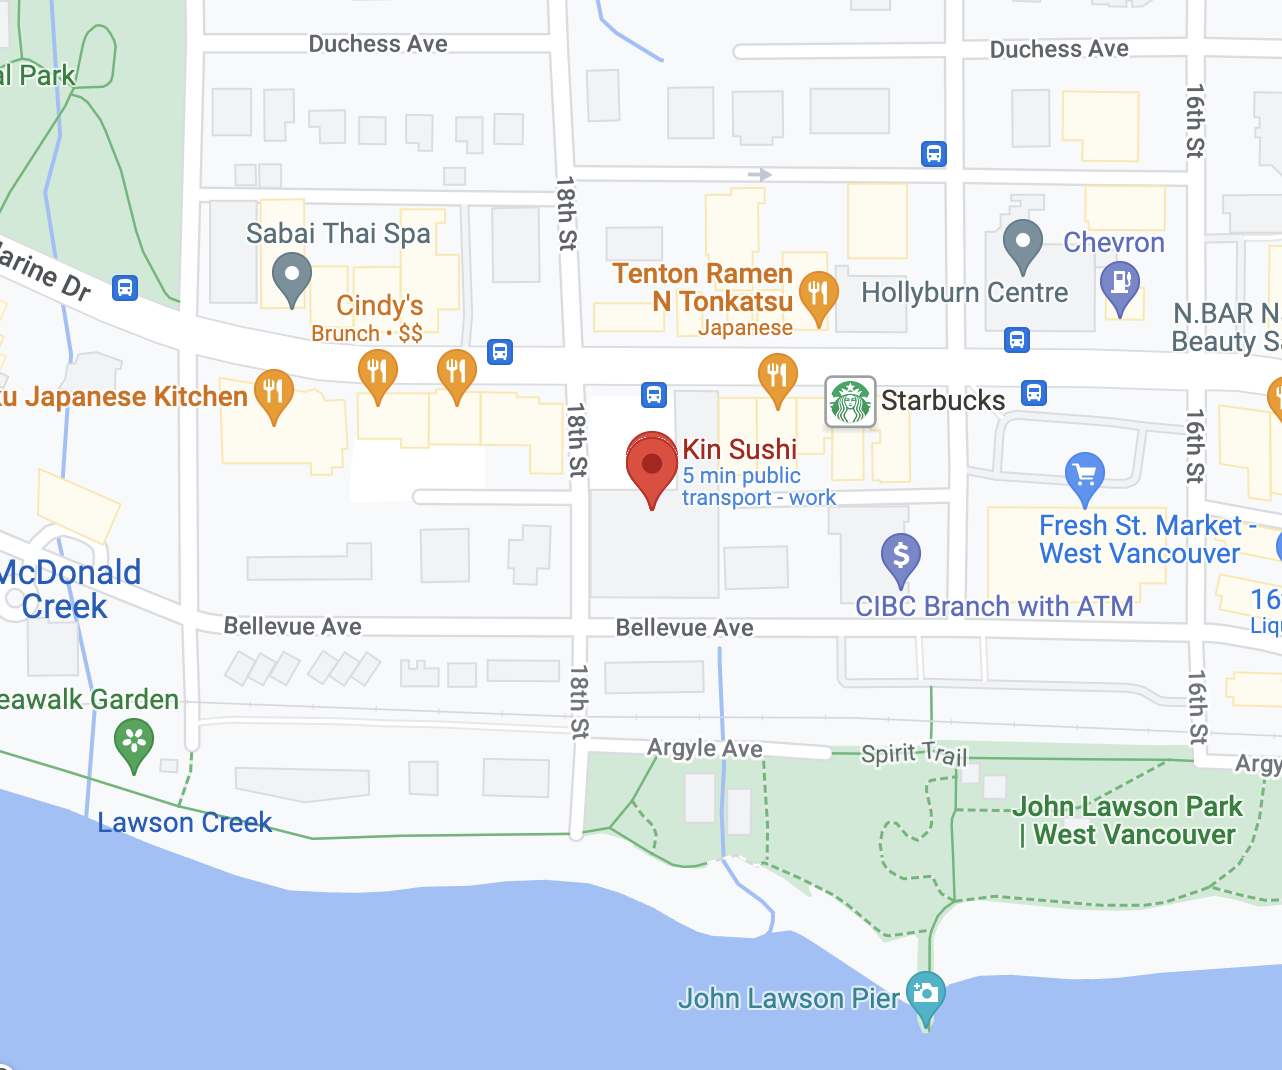 Duchess Ave
Duchess Ave
al Park
16th St
18th St
Sabai Thai Spa
Marine Dr
Cindy's
Brunch • $$
Tenton Ramen
N Tonkatsu
Japanese
Hollyburn Centre
Chevron
N.BAR N
Beauty Sa
ku Japanese Kitchen
Starbucks
18th St
16th St
Kin Sushi
5 min public
transport - work
$
Fresh St. Market -
West Vancouver
McDonald
Creek
CIBC Branch with ATM
16
Liqu
Bellevue Ave
Bellevue Ave
18th St
16th St
eawalk Garden
Argyle Ave
Spirit Trail
Argy
Lawson Creek
John Lawson Park
| West Vancouver
John Lawson Pier